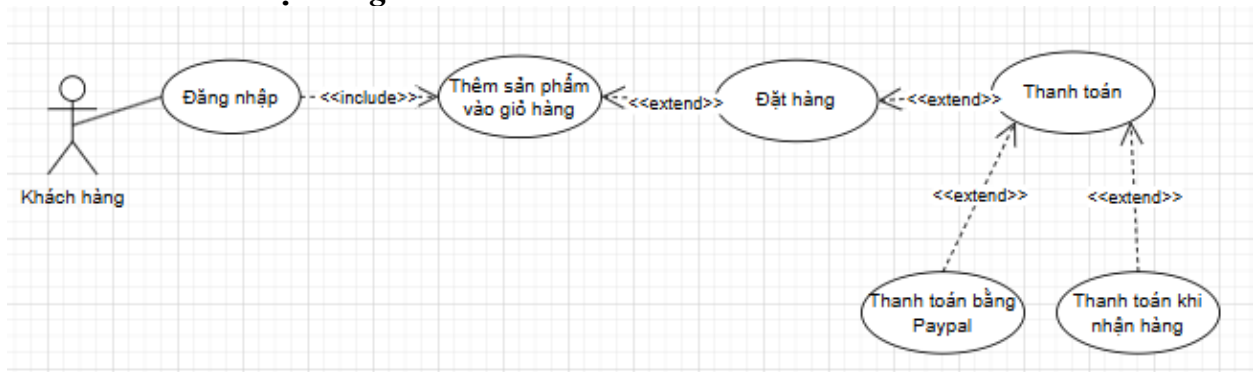 Đăng nhập
<<include>>
Thêm sản phẩm
vào giỏ hàng
<<extend>>
Đặt hàng
<<extend>>
Thanh toán
Khách hàng
<<extend>>
<<extend>>
Thanh toán bằng
Paypal
Thanh toán khi
nhận hàng